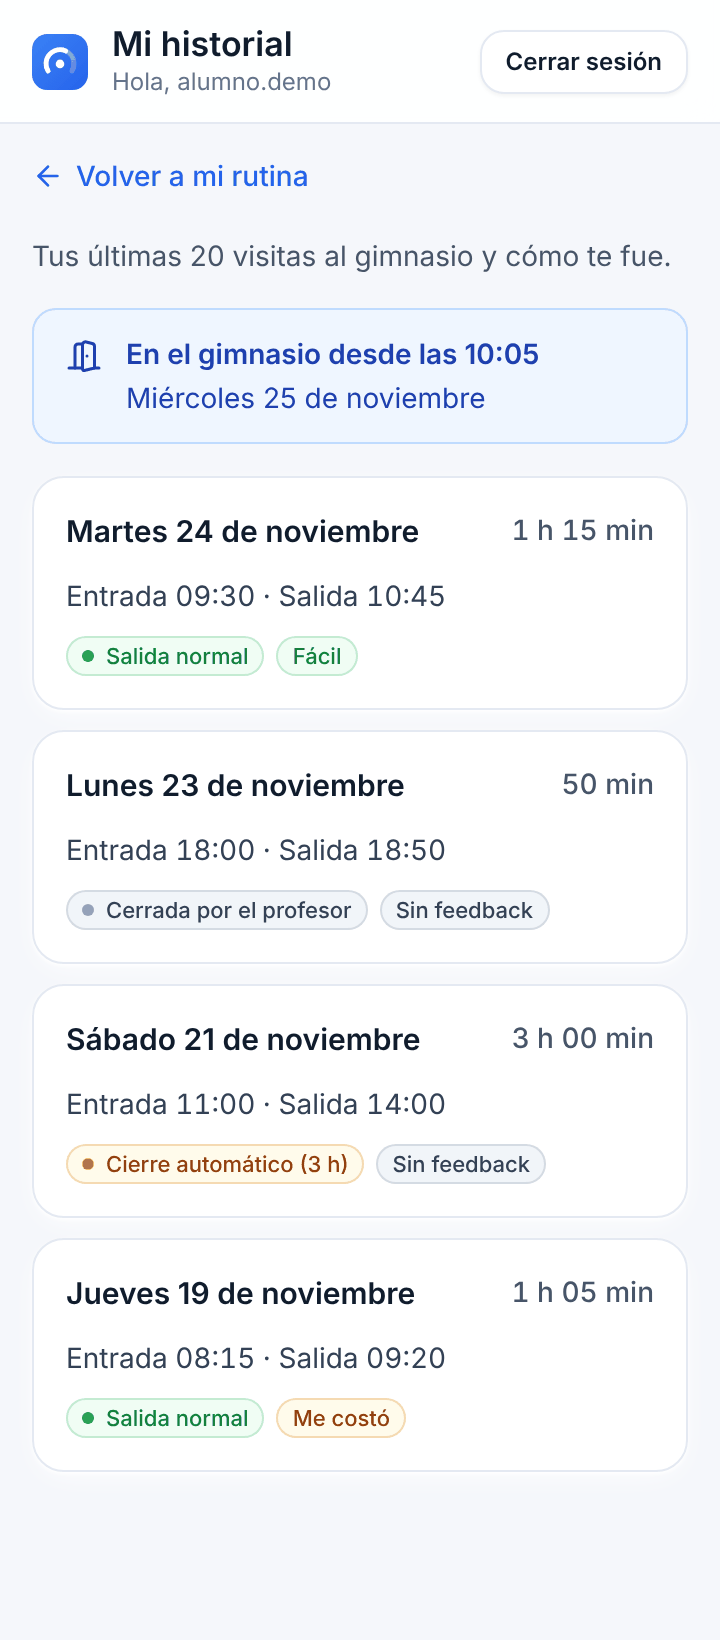 Mi historial
Hola, alumno.demo
Cerrar sesión
Volver a mi rutina
Tus últimas 20 visitas al gimnasio y cómo te fue.
En el gimnasio desde las 10:05
Miércoles 25 de noviembre
Martes 24 de noviembre 1 h 15 min
Entrada 09:30 · Salida 10:45
Salida normal Fácil
Lunes 23 de noviembre 50 min
Entrada 18:00 · Salida 18:50
Cerrada por el profesor Sin feedback
Sábado 21 de noviembre 3 h 00 min
Entrada 11:00 · Salida 14:00
Cierre automático (3 h) Sin feedback
Jueves 19 de noviembre 1 h 05 min
Entrada 08:15 · Salida 09:20
Salida normal Me costó